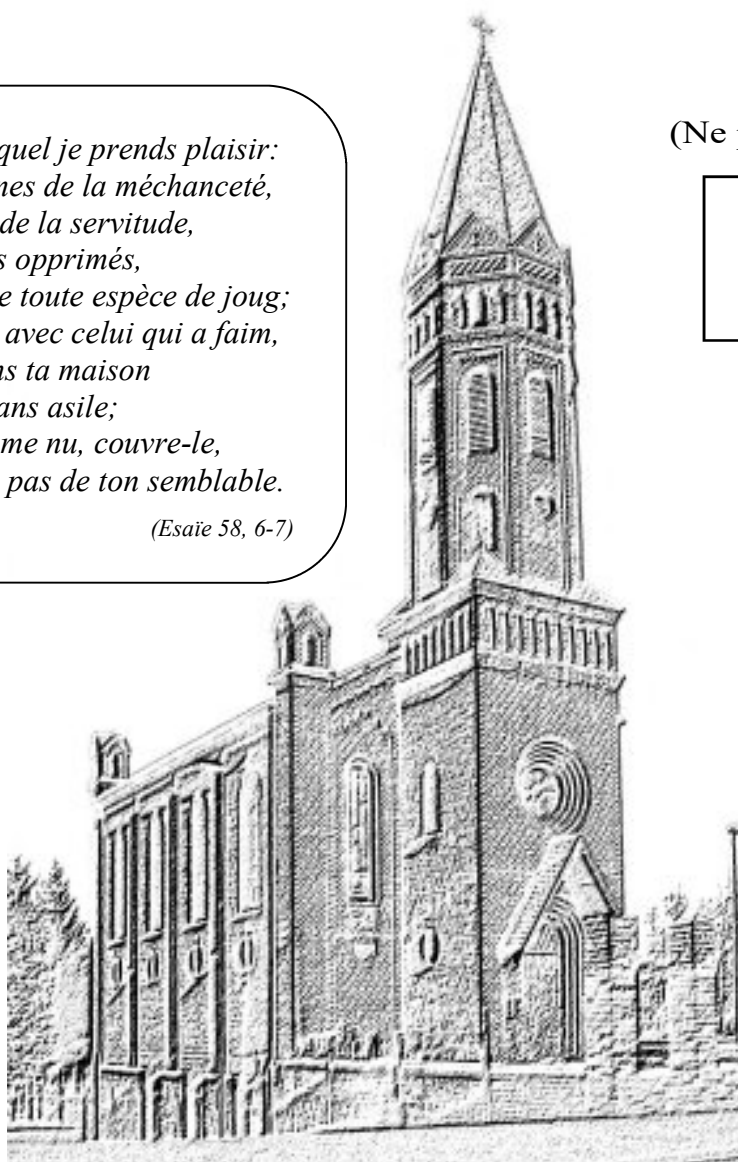 quel je prends plaisir:
nes de la méchanceté,
de la servitude,
s opprimés,
e toute espèce de joug;
avec celui qui a faim,
ns ta maison
ans asile;
me nu, couvre-le,
pas de ton semblable.
(Esaïe 58, 6-7)
(Ne